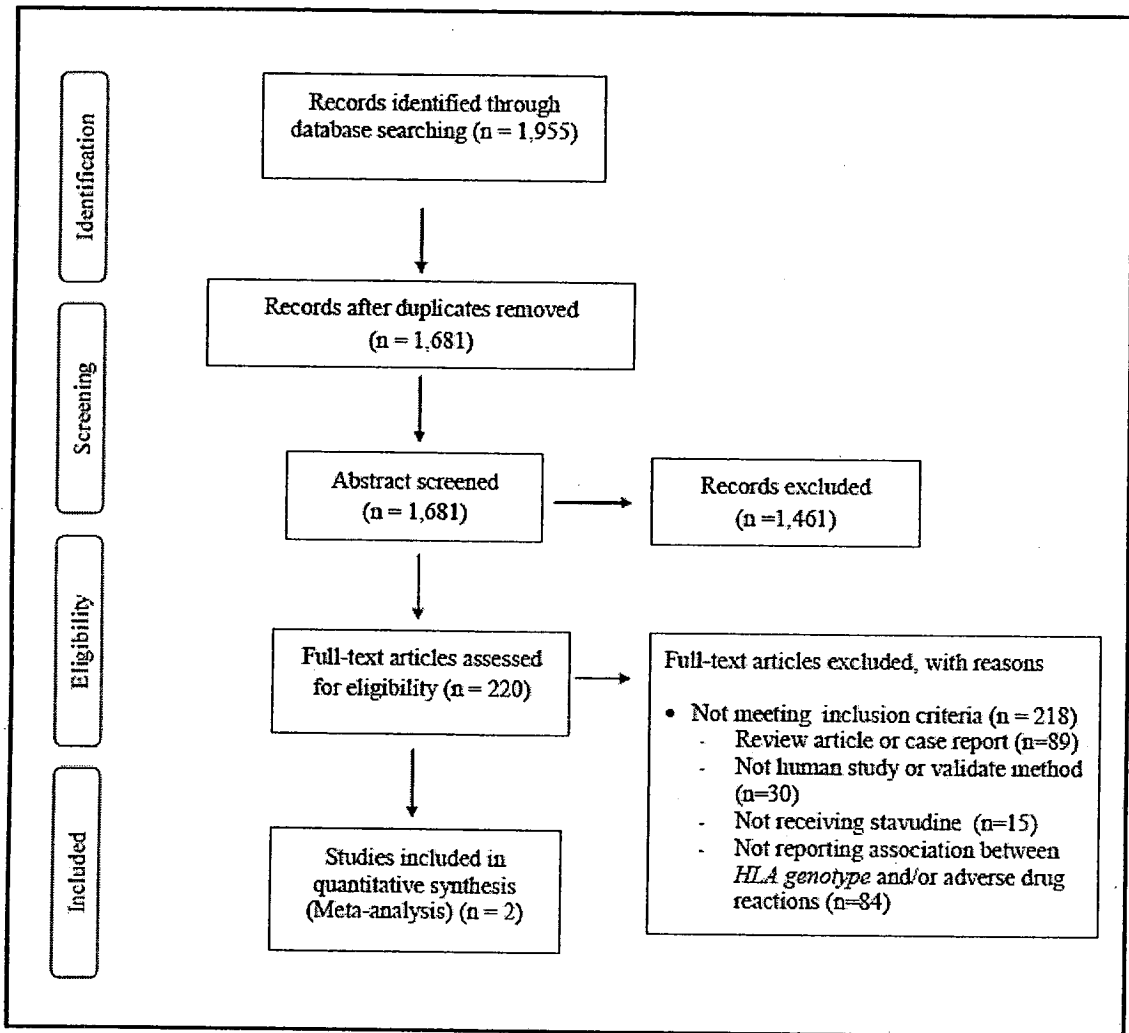 Identification
Records identified through
database searching (n = 1,955)
Records after duplicates removed
(n = 1,681)
Screening
Abstract screened
(n = 1,681)
Records excluded
(n =1,461)
Eligibility
Full-text articles assessed
for eligibility (n = 220)
Full-text articles excluded, with reasons
• Not meeting inclusion criteria (n = 218)
- Review article or case report (n=89)
- Not human study or validate method
(n=30)
- Not receiving stavudine (n=15)
- Not reporting association between
HLA genotype and/or adverse drug
reactions (n=84)
Included
Studies included in
quantitative synthesis
(Meta-analysis) (n = 2)